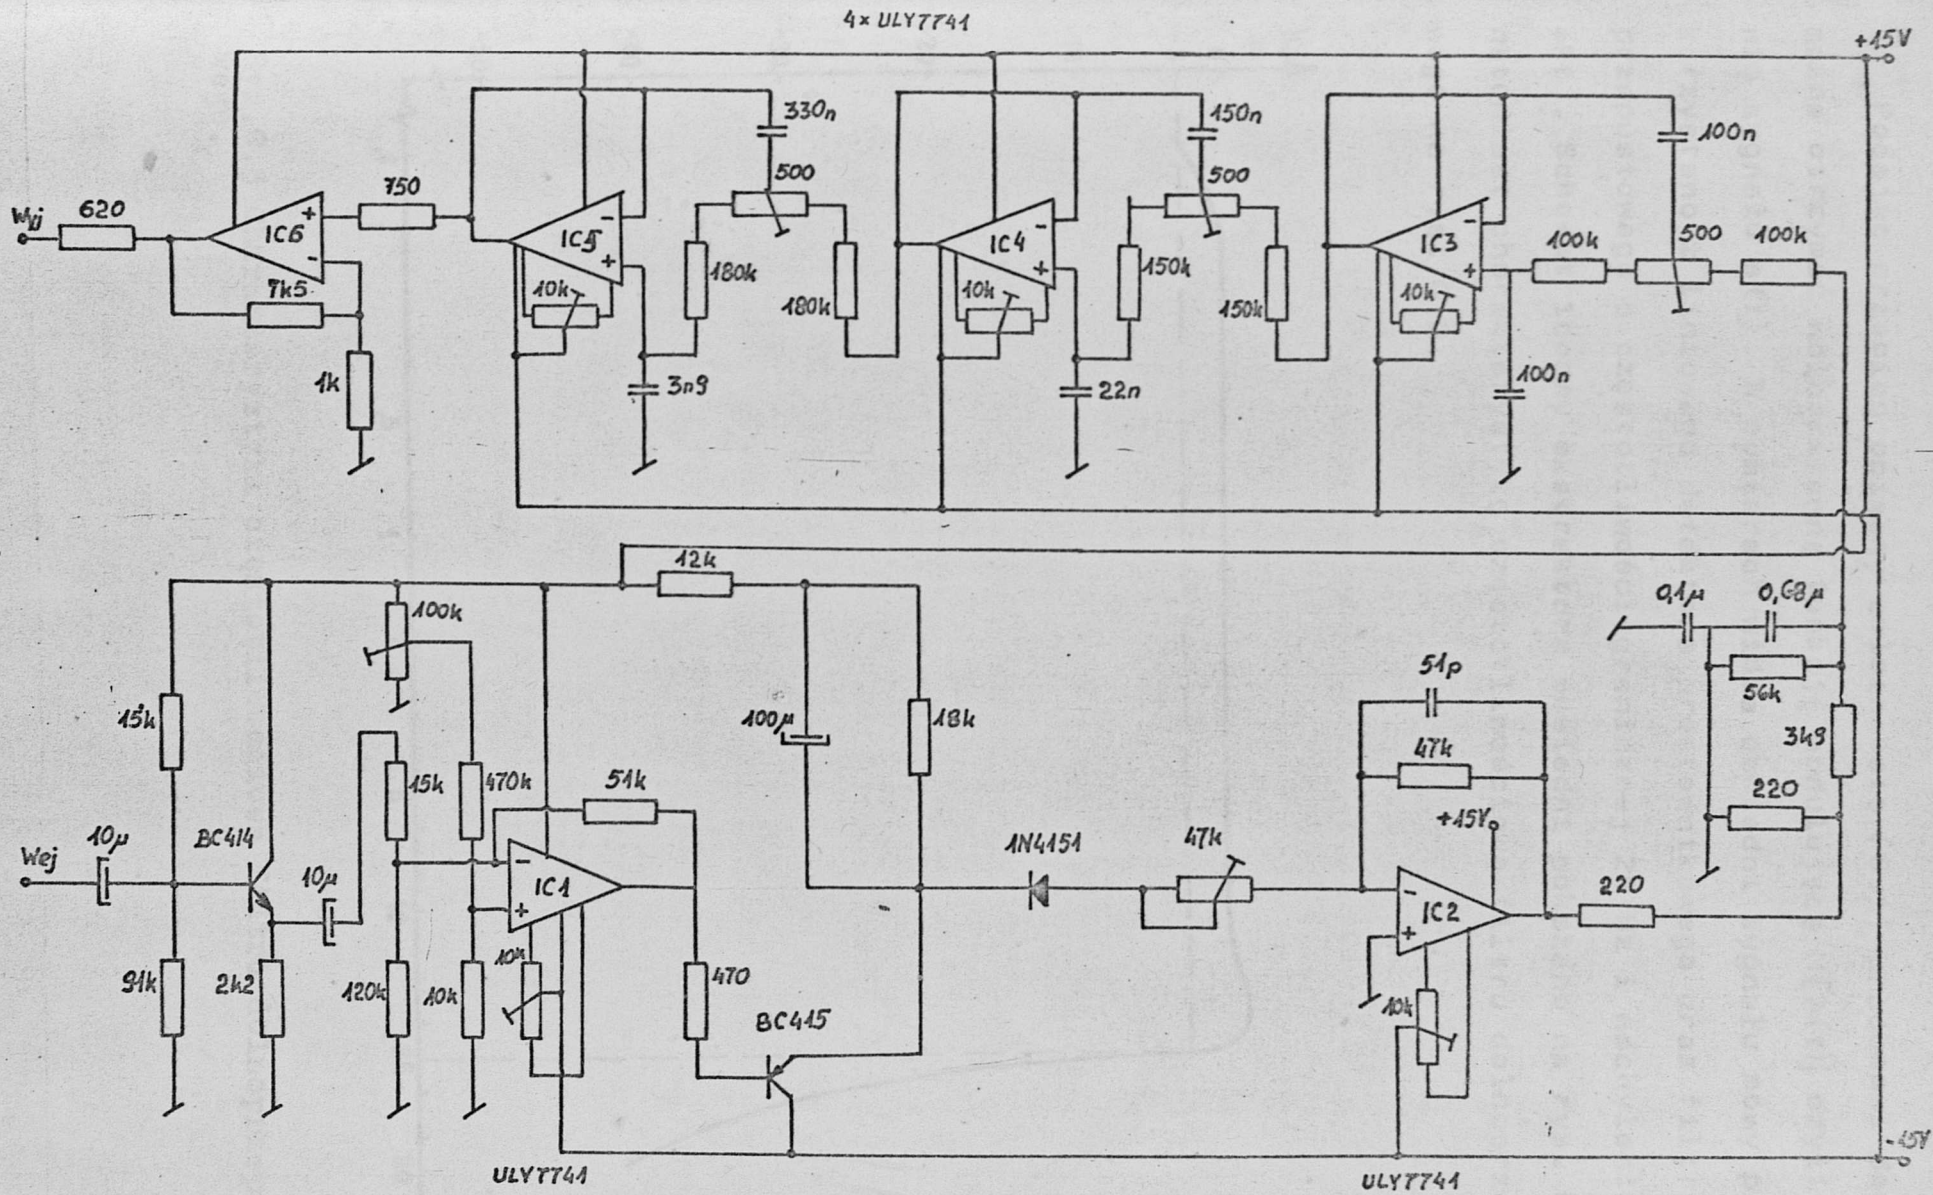 4× ULY7741
+15V
330n
150n
100n
500
500
750
620
Wyj
+
IC6
-
-
IC5
+
-
IC4
+
-
IC3
+
100k
500
100k
180k
180k
150k
150k
7k5
10k
10k
10k
1k
3n9
22n
100n
12k
0,1µ
0,68µ
100k
51p
56k
15k
100µ
18k
3k9
47k
15k
470k
51k
220
+15V
Wej
10µ
BC414
10µ
-
IC1
+
1N4151
47k
-
IC2
+
220
91k
2k2
120k
10k
10k
470
BC415
10k
-15V
ULY7741
ULY7741